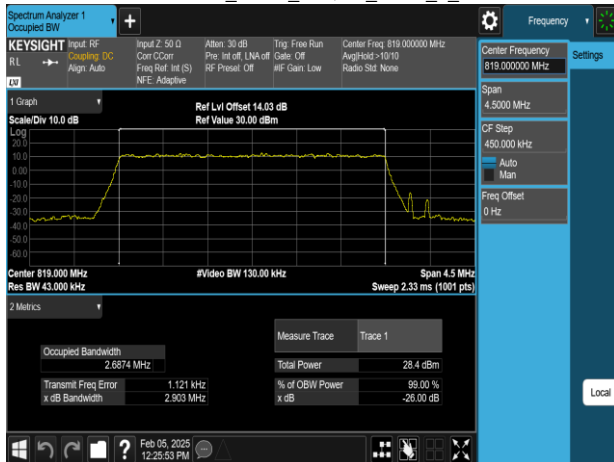 Spectrum Analyzer 1
Occupied BW
+
Frequency
KEYSIGHT
RL
LXI
Input: RF
Coupling: DC
Align: Auto
Input Z: 50 Ω
Corr CCorr
Freq Ref: Int (S)
NFE: Adaptive
Atten: 30 dB
Pre: Int off, LNA off
RF Presel: Off
Trig: Free Run
Gate: Off
#IF Gain: Low
Center Freq: 819.000000 MHz
Avg|Hold:>10/10
Radio Std: None
Center Frequency
819.000000 MHz
Settings
Span
4.5000 MHz
CF Step
450.000 kHz
Auto
Man
Freq Offset
0 Hz
Local
1 Graph
Scale/Div 10.0 dB
Ref Lvl Offset 14.03 dB
Ref Value 30.00 dBm
Log
20.0
10.0
0.00
-10.0
-20.0
-30.0
-40.0
-50.0
-60.0
Center 819.000 MHz
#Video BW 130.00 kHz
Span 4.5 MHz
Res BW 43.000 kHz
Sweep 2.33 ms (1001 pts)
2 Metrics
Measure Trace
Trace 1
Occupied Bandwidth
2.6874 MHz
Total Power
28.4 dBm
Transmit Freq Error
1.121 kHz
% of OBW Power
99.00 %
x dB Bandwidth
2.903 MHz
x dB
-26.00 dB
?
Feb 05, 2025
12:25:53 PM